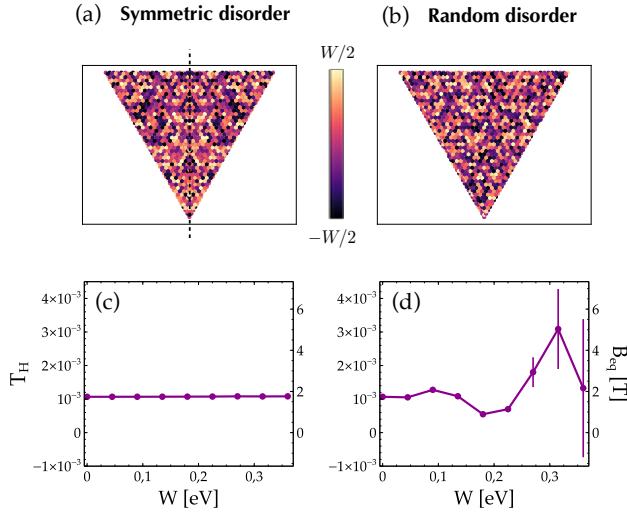 (a) Symmetric disorder
(b) Random disorder
W/2
−W/2
(c)
4×10⁻³
3×10⁻³
2×10⁻³
10⁻³
0
−1×10⁻³
T_H
6
4
2
0
0 0,1 0,2 0,3
W [eV]
(d)
4×10⁻³
3×10⁻³
2×10⁻³
10⁻³
0
−1×10⁻³
6
4
2
0
B_eq [T]
0 0,1 0,2 0,3
W [eV]